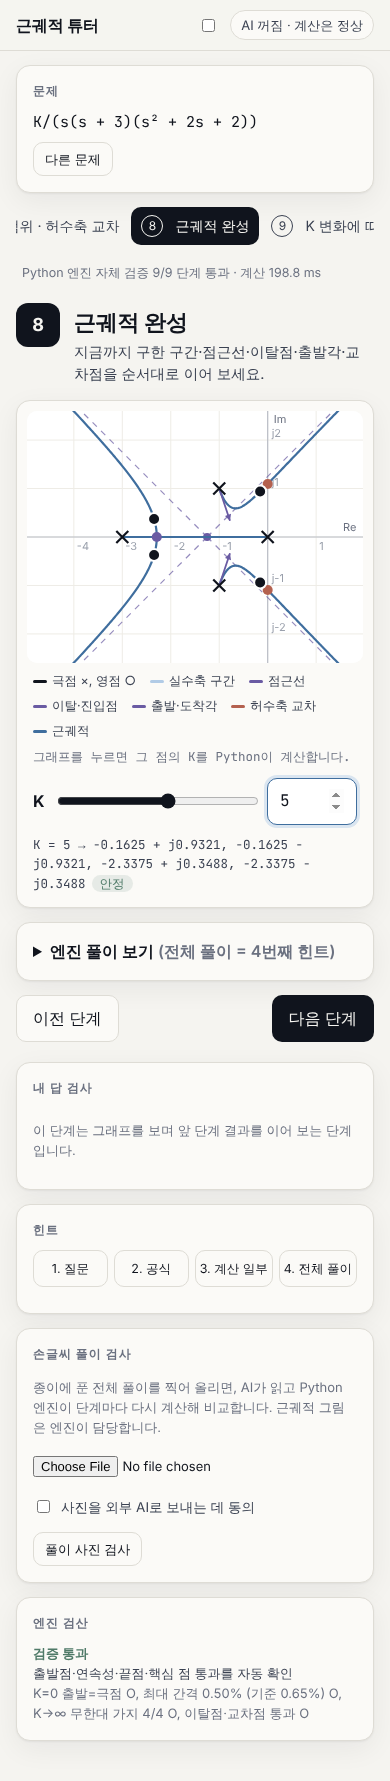 근궤적 튜터
AI 꺼짐 · 계산은 정상
문제
K/(s(s + 3)(s² + 2s + 2))
다른 문제
범위 · 허수축 교차
8 근궤적 완성
9 K 변화에 따
Python 엔진 자체 검증 9/9 단계 통과 · 계산 198.8 ms
8 근궤적 완성
지금까지 구한 구간·점근선·이탈점·출발각·교
차점을 순서대로 이어 보세요.
Im
j2
j1
Re
-4 -3 -2 -1 1
j-1
j-2
극점 ×, 영점 ○ 실수축 구간 점근선
이탈·진입점 출발·도착각 허수축 교차
근궤적
그래프를 누르면 그 점의 K를 Python이 계산합니다.
K 5
K = 5 → -0.1625 + j0.9321, -0.1625 -
j0.9321, -2.3375 + j0.3488, -2.3375 -
j0.3488 안정
▶ 엔진 풀이 보기 (전체 풀이 = 4번째 힌트)
이전 단계
다음 단계
내 답 검사
이 단계는 그래프를 보며 앞 단계 결과를 이어 보는 단계
입니다.
힌트
1. 질문 2. 공식 3. 계산 일부 4. 전체 풀이
손글씨 풀이 검사
종이에 푼 전체 풀이를 찍어 올리면, AI가 읽고 Python
엔진이 단계마다 다시 계산해 비교합니다. 근궤적 그림
은 엔진이 담당합니다.
Choose File No file chosen
사진을 외부 AI로 보내는 데 동의
풀이 사진 검사
엔진 검산
검증 통과
출발점·연속성·끝점·핵심 점 통과를 자동 확인
K=0 출발=극점 O, 최대 간격 0.50% (기준 0.65%) O,
K→∞ 무한대 가지 4/4 O, 이탈점·교차점 통과 O